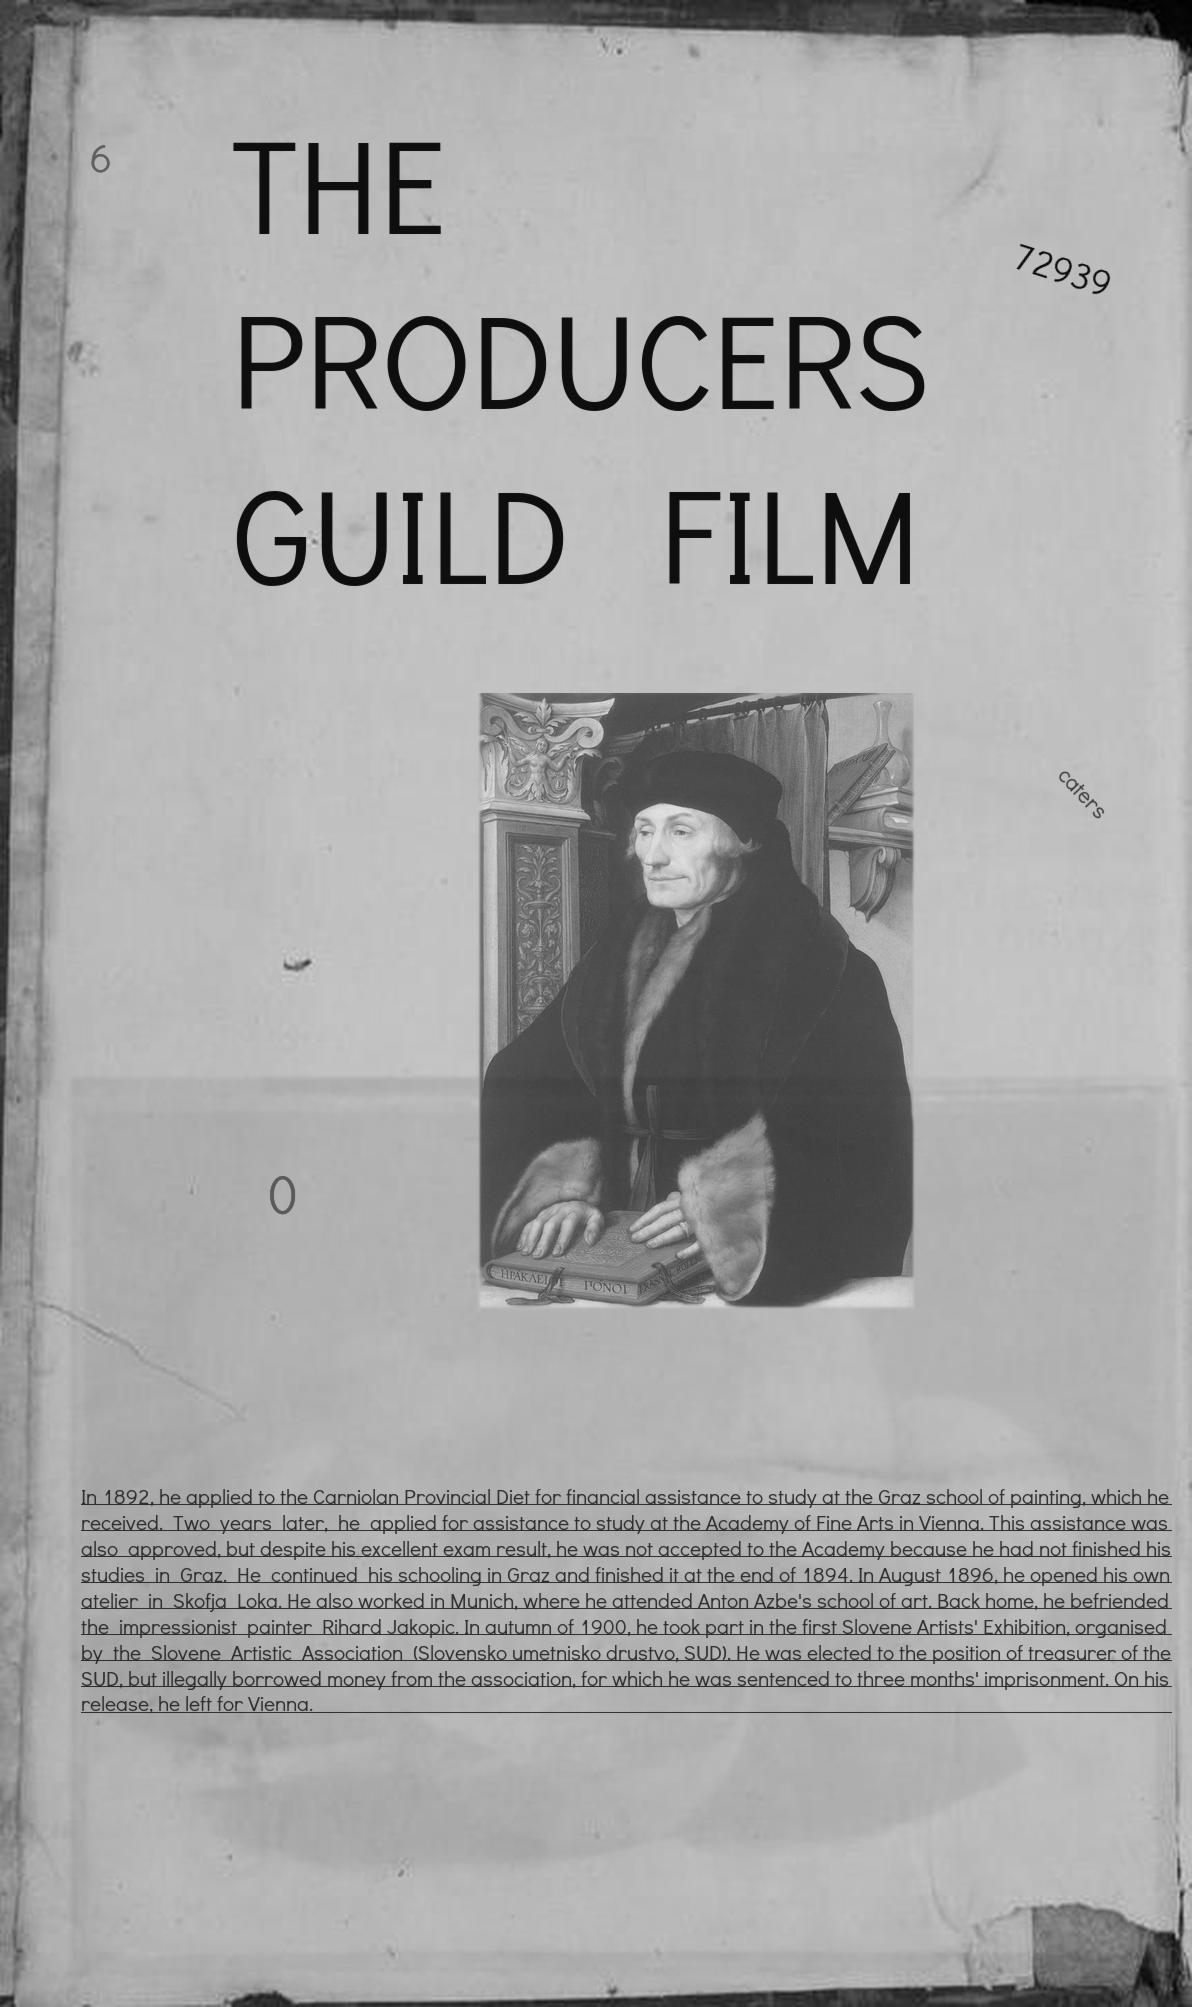 6
THE
72939
PRODUCERS
GUILD FILM
caters
0
ΗΡΑΚΛΕΙΟΙ ΠΟΝΟΙ
In 1892, he applied to the Carniolan Provincial Diet for financial assistance to study at the Graz school of painting, which he
received. Two years later, he applied for assistance to study at the Academy of Fine Arts in Vienna. This assistance was
also approved, but despite his excellent exam result, he was not accepted to the Academy because he had not finished his
studies in Graz. He continued his schooling in Graz and finished it at the end of 1894. In August 1896, he opened his own
atelier in Skofja Loka. He also worked in Munich, where he attended Anton Azbe's school of art. Back home, he befriended
the impressionist painter Rihard Jakopic. In autumn of 1900, he took part in the first Slovene Artists' Exhibition, organised
by the Slovene Artistic Association (Slovensko umetnisko drustvo, SUD). He was elected to the position of treasurer of the
SUD, but illegally borrowed money from the association, for which he was sentenced to three months' imprisonment. On his
release, he left for Vienna.